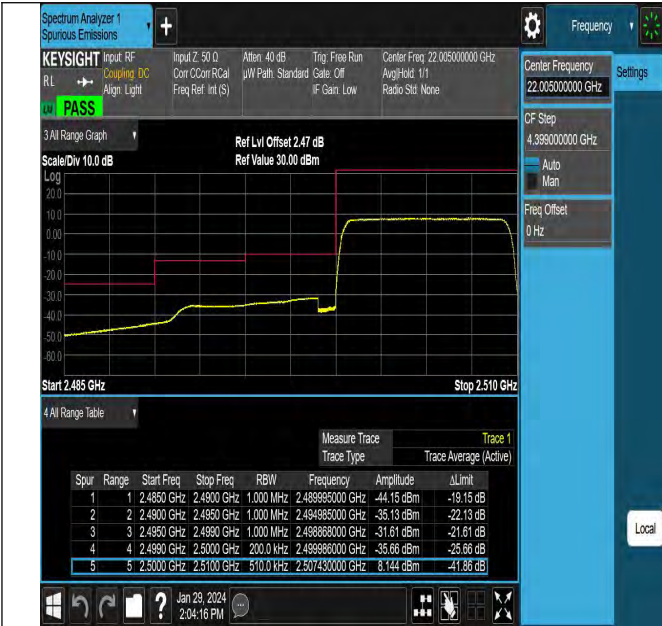 Spectrum Analyzer 1
Spurious Emissions
Frequency
KEYSIGHT
RL
Input: RF
Coupling: DC
Align: Light
Input Z: 50 Ω
Corr CCorr RCal
Freq Ref: Int (S)
Atten: 40 dB
µW Path: Standard
Trig: Free Run
Gate: Off
IF Gain: Low
Center Freq: 22.005000000 GHz
Avg|Hold: 1/1
Radio Std: None
LM PASS
Center Frequency
22.005000000 GHz
Settings
CF Step
4.399000000 GHz
Auto
Man
Freq Offset
0 Hz
3 All Range Graph
Ref Lvl Offset 2.47 dB
Scale/Div 10.0 dB
Ref Value 30.00 dBm
Log
20.0
10.0
0.00
-10.0
-20.0
-30.0
-40.0
-50.0
-60.0
Start 2.485 GHz
Stop 2.510 GHz
4 All Range Table
Measure Trace Trace 1
Trace Type Trace Average (Active)
Spur Range Start Freq Stop Freq RBW Frequency Amplitude ΔLimit
1 1 2.4850 GHz 2.4900 GHz 1.000 MHz 2.489995000 GHz -44.15 dBm -19.15 dB
2 2 2.4900 GHz 2.4950 GHz 1.000 MHz 2.494985000 GHz -35.13 dBm -22.13 dB
3 3 2.4950 GHz 2.4990 GHz 1.000 MHz 2.498868000 GHz -31.61 dBm -21.61 dB
4 4 2.4990 GHz 2.5000 GHz 200.0 kHz 2.499986000 GHz -35.66 dBm -25.66 dB
5 5 2.5000 GHz 2.5100 GHz 510.0 kHz 2.507430000 GHz 8.144 dBm -41.86 dB
Local
Jan 29, 2024
2:04:16 PM